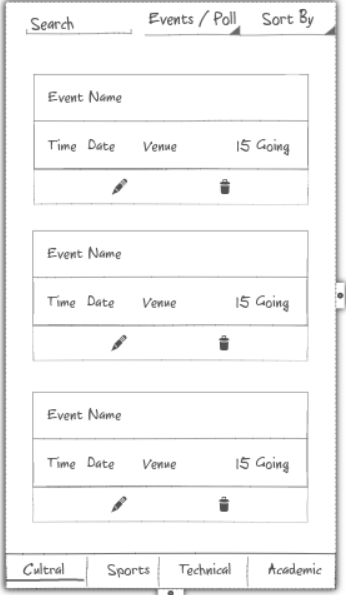 Search Events / Poll Sort By
Event Name
Time Date Venue 15 Going
Event Name
Time Date Venue 15 Going
Event Name
Time Date Venue 15 Going
Cultral Sports Technical Academic